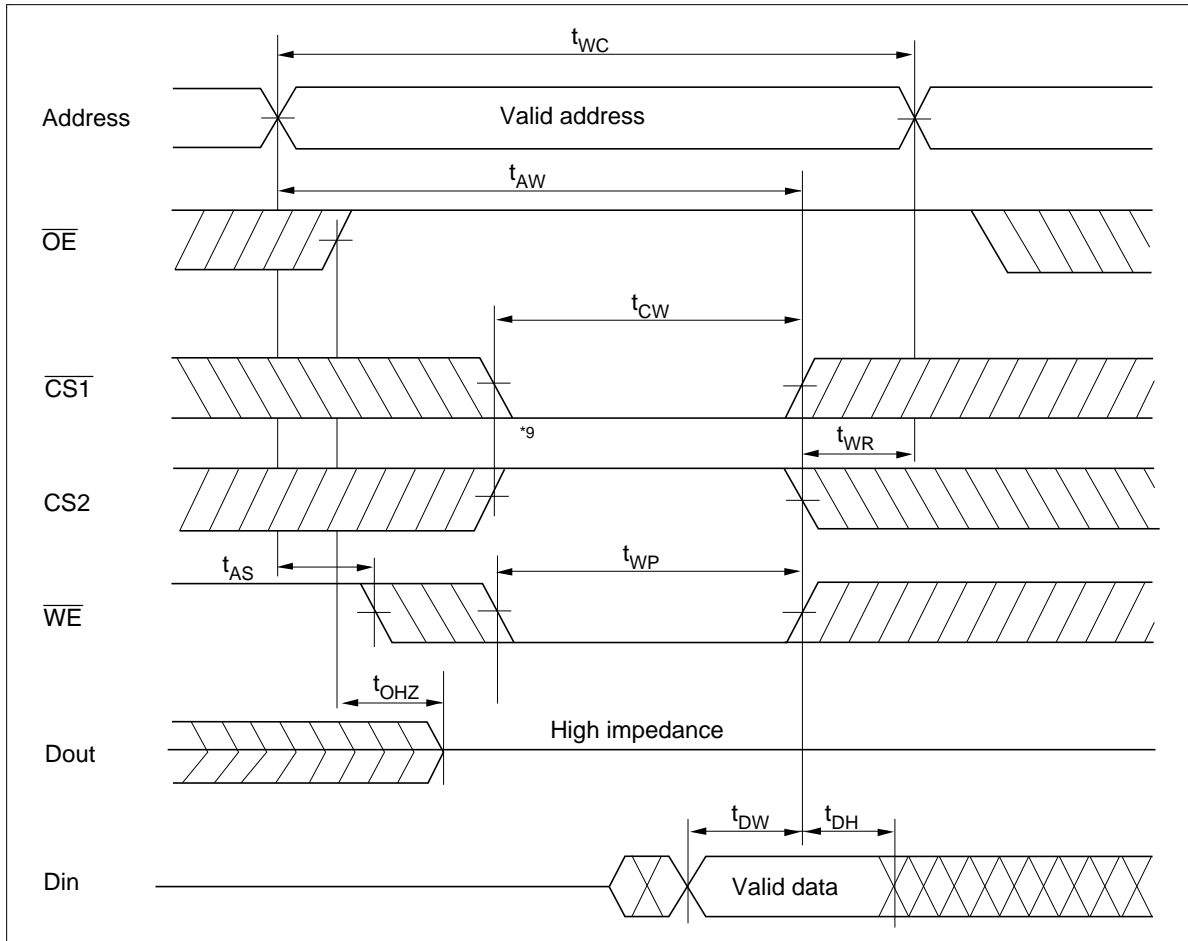 tWC
Address
Valid address
tAW
OE
tCW
CS1
*9
tWR
CS2
tAS
tWP
WE
tOHZ
High impedance
Dout
tDW
tDH
Din
Valid data